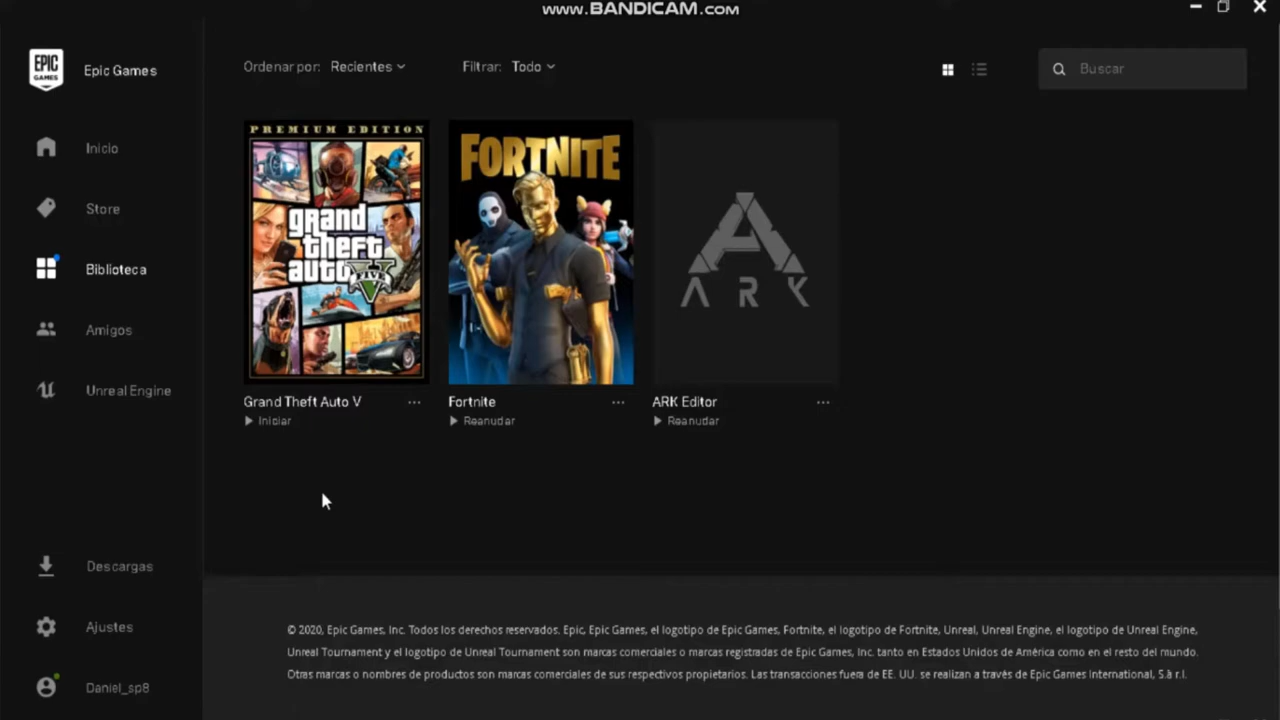 www.BANDICAM.com
EPIC GAMES
Epic Games
Inicio
Store
Biblioteca
Amigos
Unreal Engine
Descargas
Ajustes
Daniel_sp8
Ordenar por: Recientes
Filtrar: Todo
Buscar
PREMIUM EDITION
grand
theft
auto V
FIVE
Grand Theft Auto V
Iniciar
FORTNITE
Fortnite
Reanudar
ARK
ARK Editor
Reanudar
© 2020, Epic Games, Inc. Todos los derechos reservados. Epic, Epic Games, el logotipo de Epic Games, Fortnite, el logotipo de Fortnite, Unreal, Unreal Engine, el logotipo de Unreal Engine,
Unreal Tournament y el logotipo de Unreal Tournament son marcas comerciales o marcas registradas de Epic Games, Inc. tanto en Estados Unidos de América como en el resto del mundo.
Otras marcas o nombres de productos son marcas comerciales de sus respectivos propietarios. Las transacciones fuera de EE. UU. se realizan a través de Epic Games International, S.à r.l.